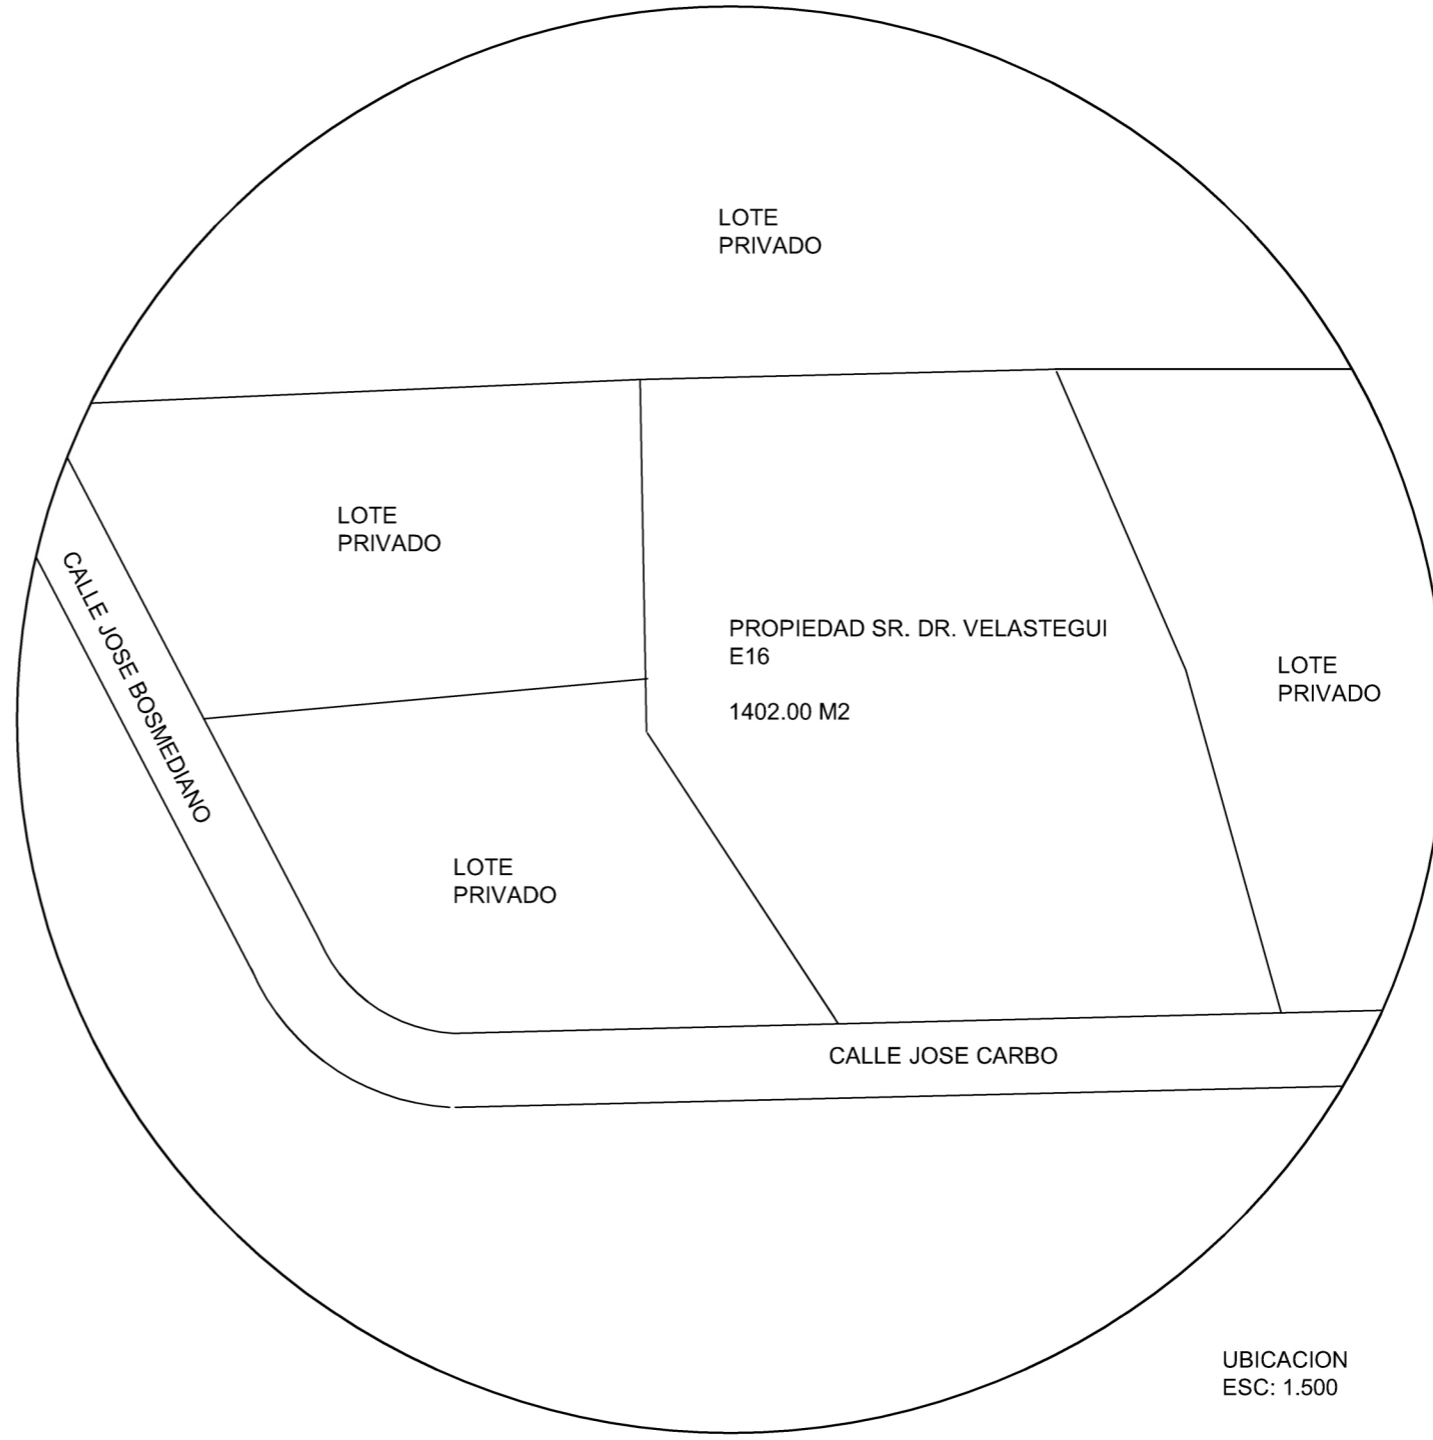 LOTE
PRIVADO
LOTE
PRIVADO
CALLE JOSE BOSMEDIANO
PROPIEDAD SR. DR. VELASTEGUI
E16
1402.00 M2
LOTE
PRIVADO
LOTE
PRIVADO
CALLE JOSE CARBO
UBICACION
ESC: 1.500